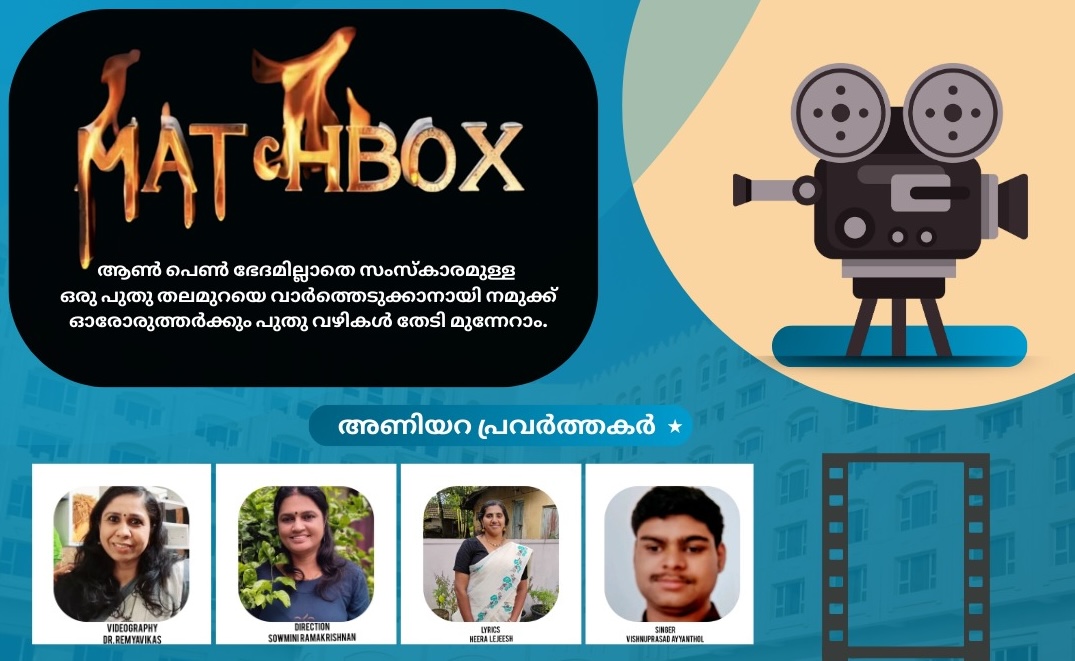 MATCHBOX
ആൺ പെൺ ഭേദമില്ലാതെ സംസ്കാരമുള്ള
ഒരു പുതു തലമുറയെ വാർത്തെടുക്കാനായി നമുക്ക്
ഓരോരുത്തർക്കും പുതു വഴികൾ തേടി മുന്നേറാം.
അണിയറ പ്രവർത്തകർ ★
VIDEOGRAPHY
DR. REMYAVIKAS
DIRECTION
SOWMINI RAMAKRISHNAN
LYRICS
HEERA LEJEESH
SINGER
VISHNUPRASAD AYYANTHOL